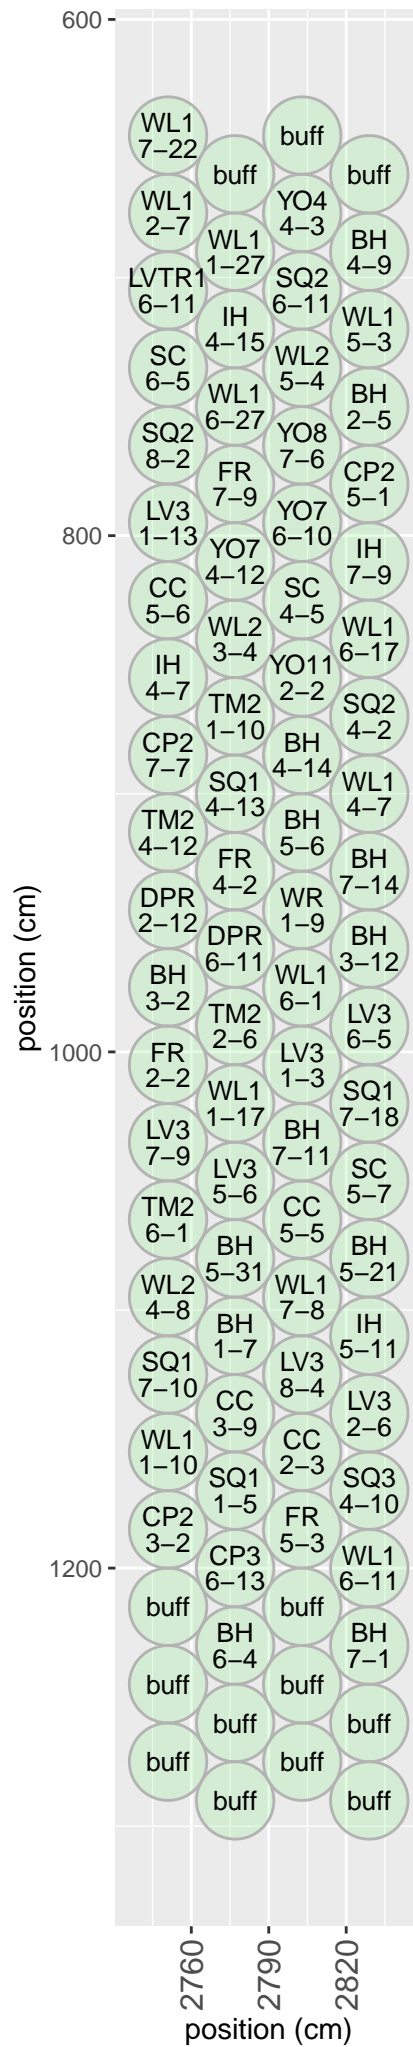 600
WL1
7–22
buff
buff
buff
WL1
2–7
YO4
4–3
WL1
1–27
BH
4–9
LVTR1
6–11
SQ2
6–11
IH
4–15
WL1
5–3
SC
6–5
WL2
5–4
WL1
6–27
BH
2–5
SQ2
8–2
YO8
7–6
FR
7–9
CP2
5–1
LV3
1–13
YO7
6–10
800
YO7
4–12
IH
7–9
CC
5–6
SC
4–5
WL2
3–4
WL1
6–17
IH
4–7
YO11
2–2
TM2
1–10
SQ2
4–2
CP2
7–7
BH
4–14
SQ1
4–13
WL1
4–7
TM2
4–12
BH
5–6
FR
4–2
BH
7–14
DPR
2–12
WR
1–9
DPR
6–11
BH
3–12
BH
3–2
WL1
6–1
TM2
2–6
LV3
6–5
1000
FR
2–2
LV3
1–3
WL1
1–17
SQ1
7–18
LV3
7–9
BH
7–11
LV3
5–6
SC
5–7
TM2
6–1
CC
5–5
BH
5–31
BH
5–21
WL2
4–8
WL1
7–8
BH
1–7
IH
5–11
SQ1
7–10
LV3
8–4
CC
3–9
LV3
2–6
WL1
1–10
CC
2–3
SQ1
1–5
SQ3
4–10
CP2
3–2
FR
5–3
1200
CP3
6–13
WL1
6–11
buff
buff
BH
6–4
BH
7–1
buff
buff
buff
buff
buff
buff
buff
buff
position (cm)
2760
2790
2820
position (cm)